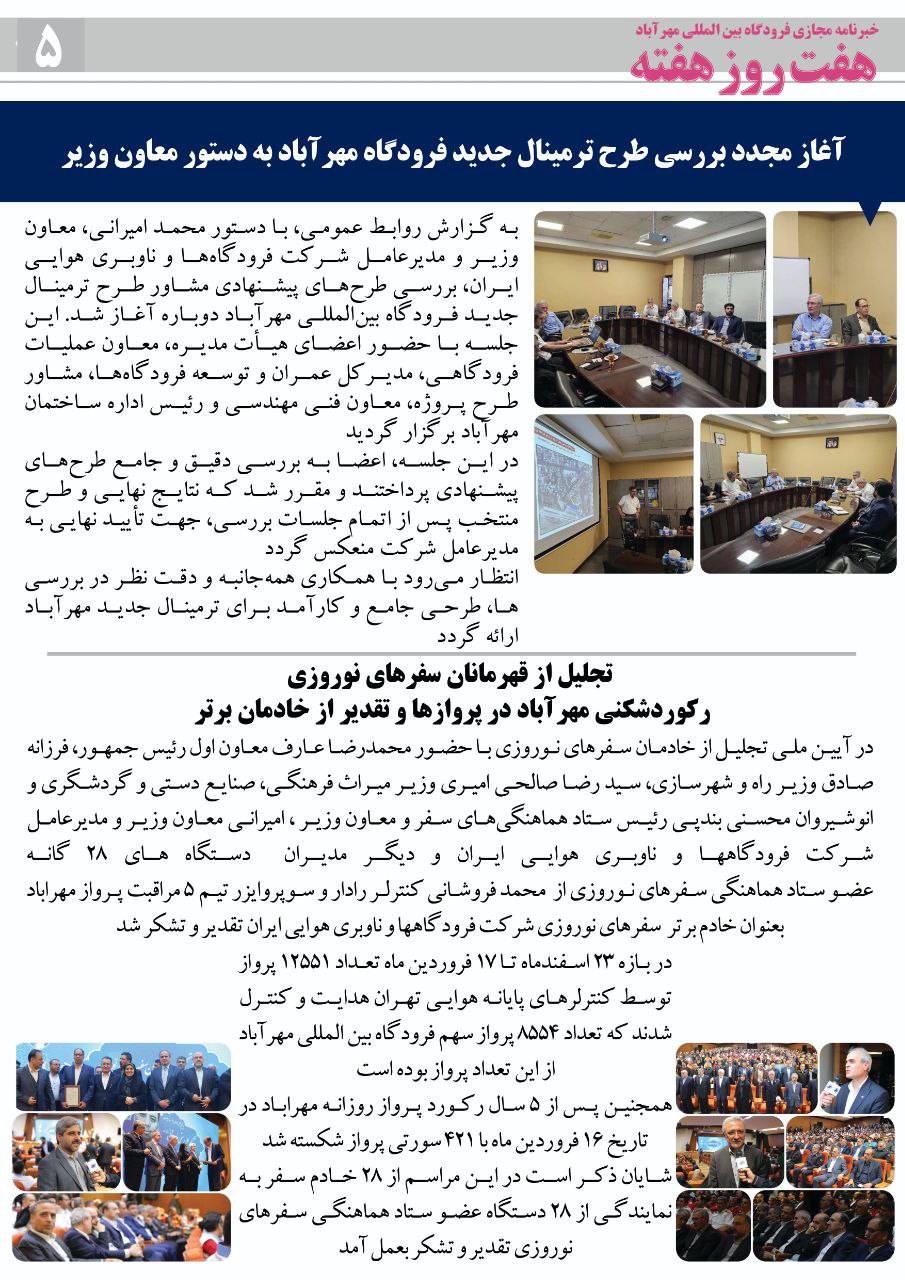 خبرنامه مجازی فرودگاه بین المللی مهرآباد
هفت روز هفته
۵
آغاز مجدد بررسی طرح ترمینال جدید فرودگاه مهرآباد به دستور معاون وزیر
به گزارش روابط عمومی، با دستور محمد امیرانی، معاون
وزیر و مدیرعامل شرکت فرودگاه‌ها و ناوبری هوایی
ایران، بررسی طرح‌های پیشنهادی مشاور طرح ترمینال
جدید فرودگاه بین‌المللی مهرآباد دوباره آغاز شد. این
جلسه با حضور اعضای هیأت مدیره، معاون عملیات
فرودگاهی، مدیرکل عمران و توسعه فرودگاه‌ها، مشاور
طرح پروژه، معاون فنی مهندسی و رئیس اداره ساختمان
مهرآباد برگزار گردید
در این جلسه، اعضا به بررسی دقیق و جامع طرح‌های
پیشنهادی پرداختند و مقرر شد که نتایج نهایی و طرح
منتخب پس از اتمام جلسات بررسی، جهت تأیید نهایی به
مدیرعامل شرکت منعکس گردد
انتظار می‌رود با همکاری همه‌جانبه و دقت نظر در بررسی
ها، طرحی جامع و کارآمد برای ترمینال جدید مهرآباد
ارائه گردد
تجلیل از قهرمانان سفرهای نوروزی
رکوردشکنی مهرآباد در پروازها و تقدیر از خادمان برتر
در آیین ملی تجلیل از خادمان سفرهای نوروزی با حضور محمدرضا عارف معاون اول رئیس جمهور، فرزانه
صادق وزیر راه و شهرسازی، سید رضا صالحی امیری وزیر میراث فرهنگی، صنایع دستی و گردشگری و
انوشیروان محسنی بندپی رئیس ستاد هماهنگی‌های سفر و معاون وزیر ، امیرانی معاون وزیر و مدیرعامل
شرکت فرودگاهها و ناوبری هوایی ایران و دیگر مدیران دستگاه های ۲۸ گانه
عضو ستاد هماهنگی سفرهای نوروزی از محمد فروشانی کنترلر رادار و سوپروایزر تیم ۵ مراقبت پرواز مهراباد
بعنوان خادم برتر سفرهای نوروزی شرکت فرودگاهها و ناوبری هوایی ایران تقدیر و تشکر شد
در بازه ۲۳ اسفندماه تا ۱۷ فروردین ماه تعداد ۱۲۵۵۱ پرواز
توسط کنترلرهای پایانه هوایی تهران هدایت و کنترل
شدند که تعداد ۸۵۵۴ پرواز سهم فرودگاه بین المللی مهرآباد
از این تعداد پرواز بوده است
همجنین پس از ۵ سال رکورد پرواز روزانه مهراباد در
تاریخ ۱۶ فروردین ماه با ۴۲۱ سورتی پرواز شکسته شد
شایان ذکر است در این مراسم از ۲۸ خادم سفر به
نمایندگی از ۲۸ دستگاه عضو ستاد هماهنگی سفرهای
نوروزی تقدیر و تشکر بعمل آمد